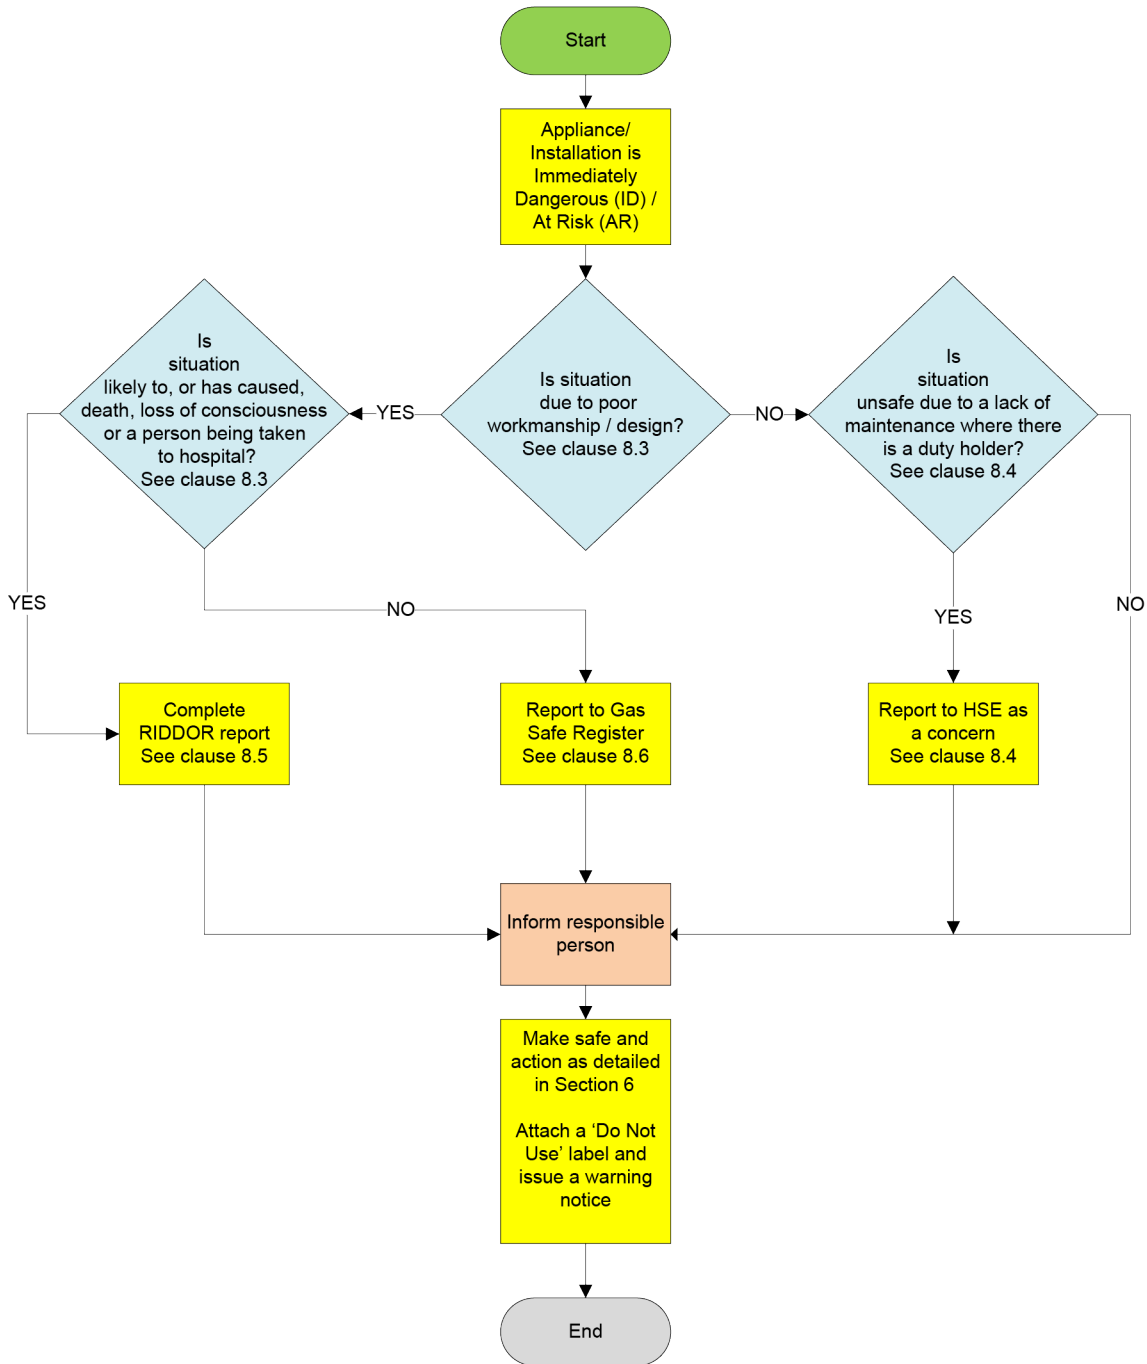 Start
Appliance/
Installation is
Immediately
Dangerous (ID) /
At Risk (AR)
Is
situation
likely to, or has caused,
death, loss of consciousness
or a person being taken
to hospital?
See clause 8.3
YES
Is situation
due to poor
workmanship / design?
See clause 8.3
NO
Is
situation
unsafe due to a lack of
maintenance where there
is a duty holder?
See clause 8.4
YES
NO
YES
NO
Complete
RIDDOR report
See clause 8.5
Report to Gas
Safe Register
See clause 8.6
Report to HSE as
a concern
See clause 8.4
Inform responsible
person
Make safe and
action as detailed
in Section 6
Attach a ‘Do Not
Use’ label and
issue a warning
notice
End